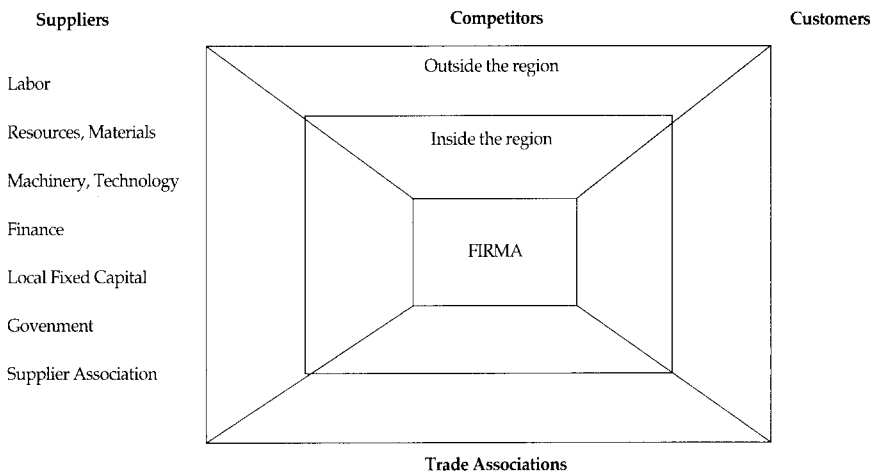 Suppliers
Competitors
Customers
Outside the region
Labor
Resources, Materials
Inside the region
Machinery, Technology
Finance
FIRMA
Local Fixed Capital
Govenment
Supplier Association
Trade Associations